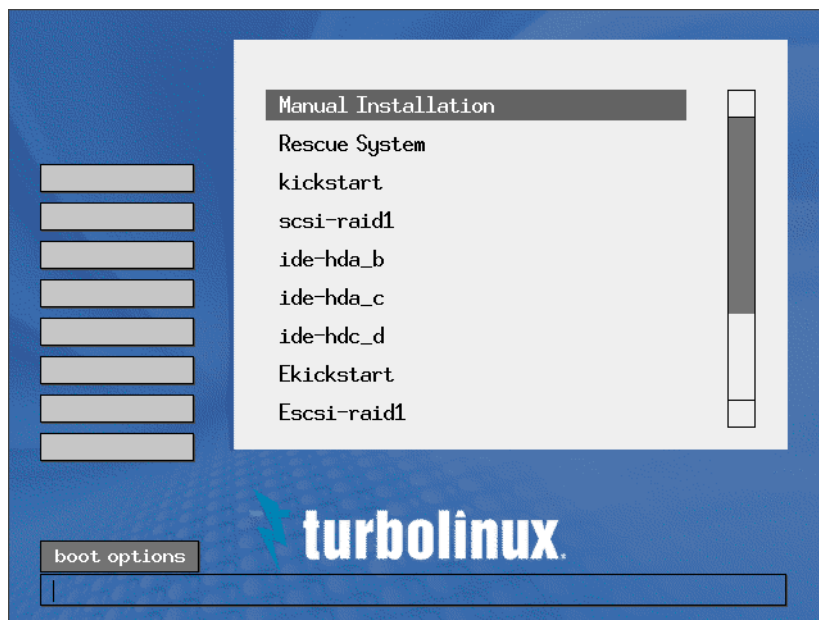 Manual Installation
Rescue System
kickstart
scsi-raid1
ide-hda_b
ide-hda_c
ide-hdc_d
Ekickstart
Escsi-raid1
turbolinux.
boot options